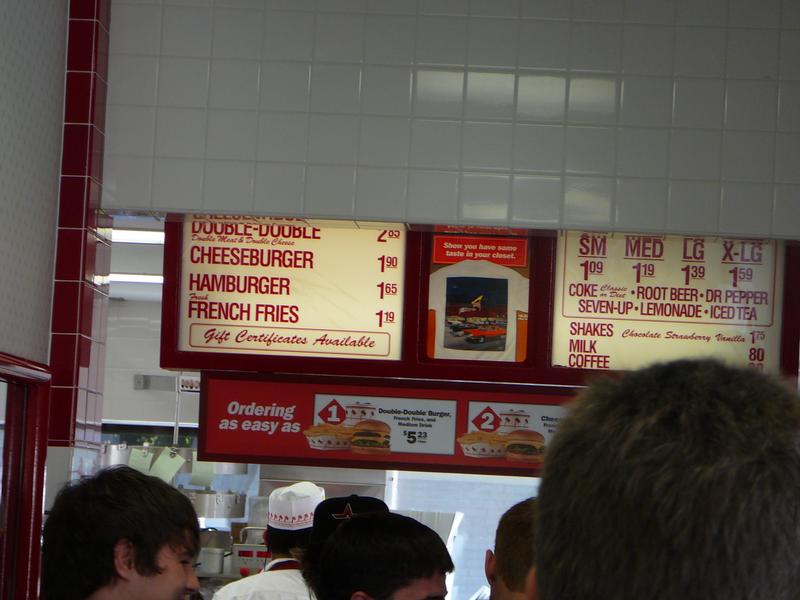 DOUBLE-DOUBLE 2.85
Double Meat & Double Cheese
CHEESEBURGER 1.90
HAMBURGER 1.65
Fresh
FRENCH FRIES 1.19
Gift Certificates Available
Show you have some
taste in your closet.
SM MED LG X-LG
1.09 1.19 1.39 1.59
COKE Classic or Diet • ROOT BEER • DR PEPPER
SEVEN-UP • LEMONADE • ICED TEA
SHAKES Chocolate Strawberry Vanilla 1.75
MILK 80
COFFEE
Ordering
as easy as
1
Double-Double Burger,
French Fries, and
Medium Drink
$5.23
2